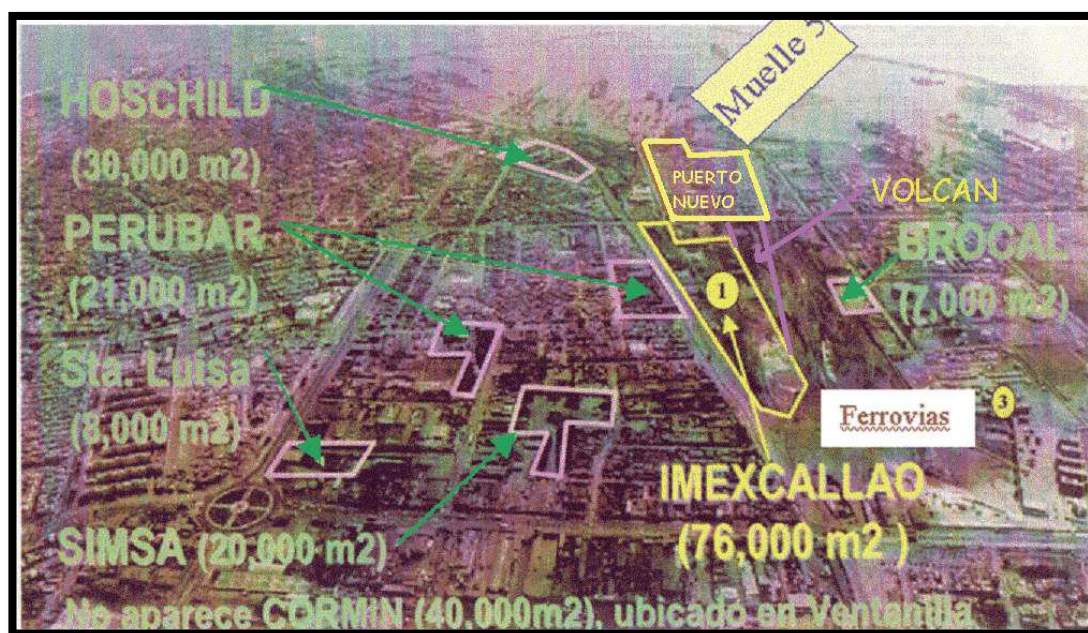 Muelle 5
HOSCHILD
(30,000 m2)
PUERTO
NUEVO
VOLCAN
PERUBAR
(21,000 m2)
BROCAL
(7,000 m2)
1
Sta. Luisa
(8,000 m2)
Ferrovias
3
IMEXCALLAO
(76,000 m2 )
SIMSA (20,000 m2)
No aparece CORMIN (40,000m2), ubicado en Ventanilla